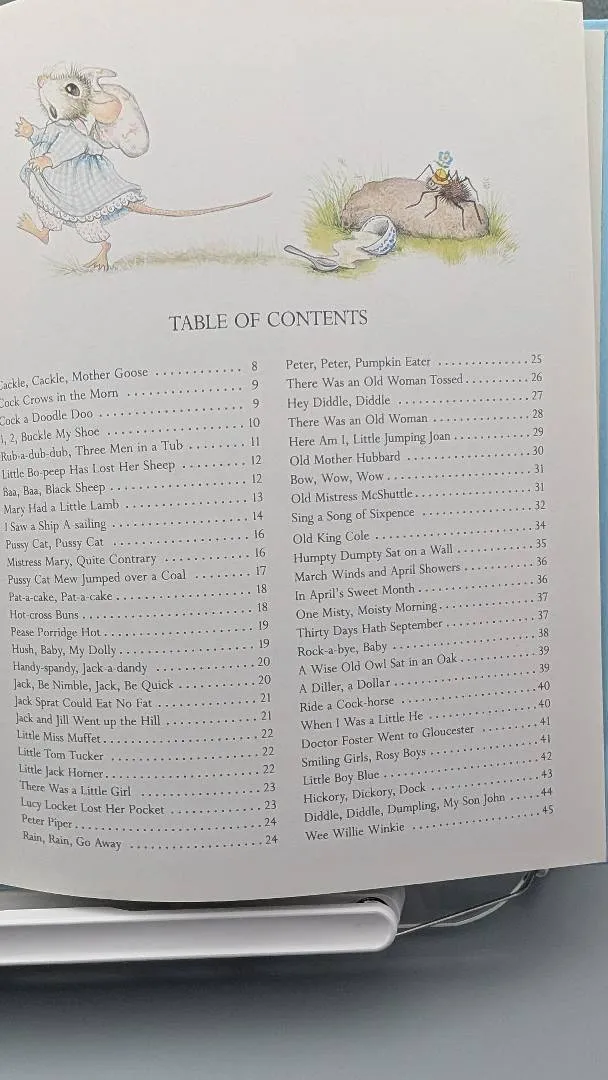 TABLE OF CONTENTS
Cackle, Cackle, Mother Goose . . . . . . . . . . . . 8
Cock Crows in the Morn . . . . . . . . . . . . . . . . 9
Cock a Doodle Doo . . . . . . . . . . . . . . . . . . . . 9
1, 2, Buckle My Shoe . . . . . . . . . . . . . . . . . . . 10
Rub-a-dub-dub, Three Men in a Tub . . . . . . . 11
Little Bo-peep Has Lost Her Sheep . . . . . . . . 12
Baa, Baa, Black Sheep . . . . . . . . . . . . . . . . . . 12
Mary Had a Little Lamb . . . . . . . . . . . . . . . . 13
I Saw a Ship A-sailing . . . . . . . . . . . . . . . . . . 14
Pussy Cat, Pussy Cat . . . . . . . . . . . . . . . . . . 16
Mistress Mary, Quite Contrary . . . . . . . . . . . 16
Pussy Cat Mew Jumped over a Coal . . . . . . . . 17
Pat-a-cake, Pat-a-cake . . . . . . . . . . . . . . . . . . 18
Hot-cross Buns . . . . . . . . . . . . . . . . . . . . . . . 18
Pease Porridge Hot . . . . . . . . . . . . . . . . . . . . 19
Hush, Baby, My Dolly . . . . . . . . . . . . . . . . . . 19
Handy-spandy, Jack-a-dandy . . . . . . . . . . . . . 20
Jack, Be Nimble, Jack, Be Quick . . . . . . . . . . 20
Jack Sprat Could Eat No Fat . . . . . . . . . . . . . 21
Jack and Jill Went up the Hill . . . . . . . . . . . . 21
Little Miss Muffet . . . . . . . . . . . . . . . . . . . . . 22
Little Tom Tucker . . . . . . . . . . . . . . . . . . . . 22
Little Jack Horner . . . . . . . . . . . . . . . . . . . . . 22
There Was a Little Girl . . . . . . . . . . . . . . . . . 23
Lucy Locket Lost Her Pocket . . . . . . . . . . . . . 23
Peter Piper . . . . . . . . . . . . . . . . . . . . . . . . . . 24
Rain, Rain, Go Away . . . . . . . . . . . . . . . . . . 24
Peter, Peter, Pumpkin Eater . . . . . . . . . . . . . . 25
There Was an Old Woman Tossed . . . . . . . . . . 26
Hey Diddle, Diddle . . . . . . . . . . . . . . . . . . . . 27
There Was an Old Woman . . . . . . . . . . . . . . . 28
Here Am I, Little Jumping Joan . . . . . . . . . . . 29
Old Mother Hubbard . . . . . . . . . . . . . . . . . . 30
Bow, Wow, Wow . . . . . . . . . . . . . . . . . . . . . 31
Old Mistress McShuttle . . . . . . . . . . . . . . . . . 31
Sing a Song of Sixpence . . . . . . . . . . . . . . . . . 32
Old King Cole . . . . . . . . . . . . . . . . . . . . . . . 34
Humpty Dumpty Sat on a Wall . . . . . . . . . . . . 35
March Winds and April Showers . . . . . . . . . . . 36
In April's Sweet Month . . . . . . . . . . . . . . . . . 36
One Misty, Moisty Morning . . . . . . . . . . . . . . 37
Thirty Days Hath September . . . . . . . . . . . . . 37
Rock-a-bye, Baby . . . . . . . . . . . . . . . . . . . . . 38
A Wise Old Owl Sat in an Oak . . . . . . . . . . . . 39
A Diller, a Dollar . . . . . . . . . . . . . . . . . . . . . 39
Ride a Cock-horse . . . . . . . . . . . . . . . . . . . . . 40
When I Was a Little He . . . . . . . . . . . . . . . . . 40
Doctor Foster Went to Gloucester . . . . . . . . . . 41
Smiling Girls, Rosy Boys . . . . . . . . . . . . . . . . 41
Little Boy Blue . . . . . . . . . . . . . . . . . . . . . . . 42
Hickory, Dickory, Dock . . . . . . . . . . . . . . . . . 43
Diddle, Diddle, Dumpling, My Son John . . . . . . 44
Wee Willie Winkie . . . . . . . . . . . . . . . . . . . . 45